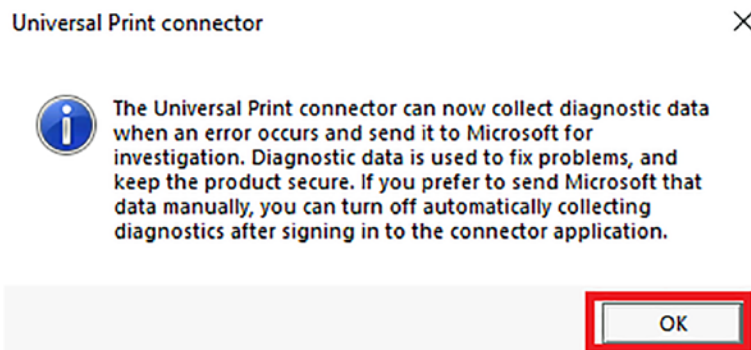 Universal Print connector
The Universal Print connector can now collect diagnostic data
when an error occurs and send it to Microsoft for
investigation. Diagnostic data is used to fix problems, and
keep the product secure. If you prefer to send Microsoft that
data manually, you can turn off automatically collecting
diagnostics after signing in to the connector application.
OK